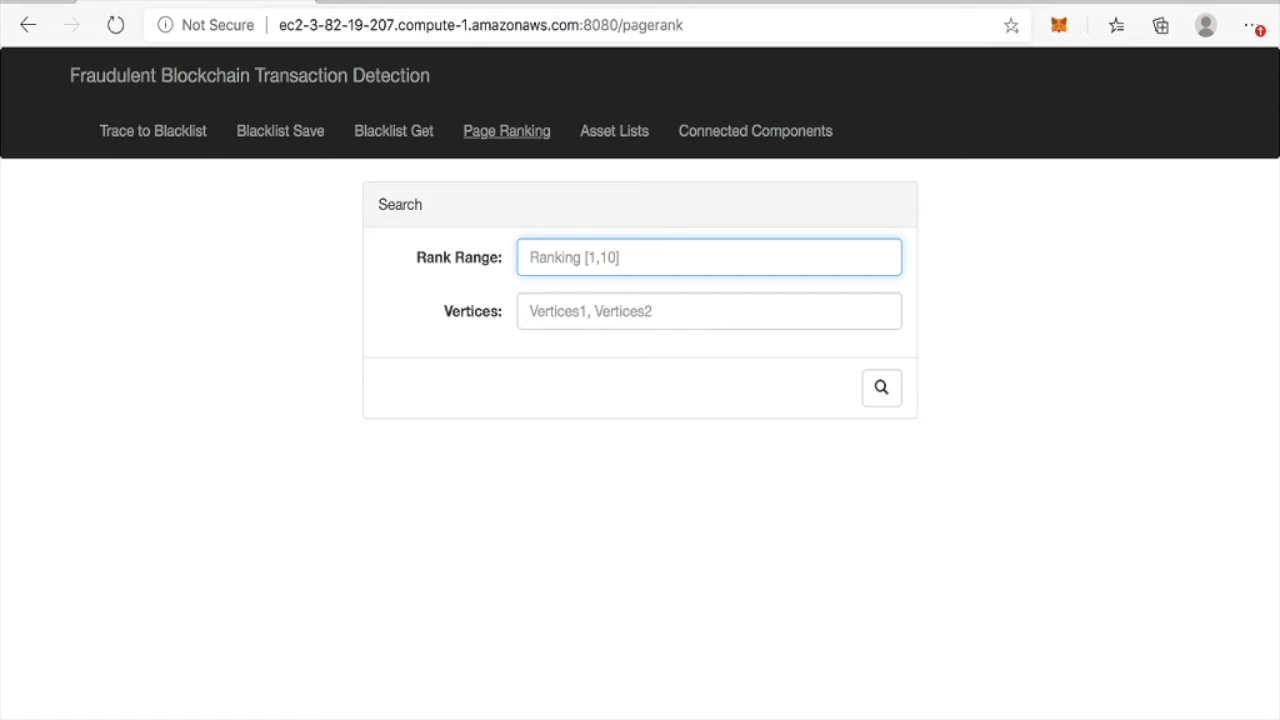 Not Secure | ec2-3-82-19-207.compute-1.amazonaws.com:8080/pagerank
Fraudulent Blockchain Transaction Detection
Trace to Blacklist Blacklist Save Blacklist Get Page Ranking Asset Lists Connected Components
Search
Rank Range: Ranking [1,10]
Vertices: Vertices1, Vertices2